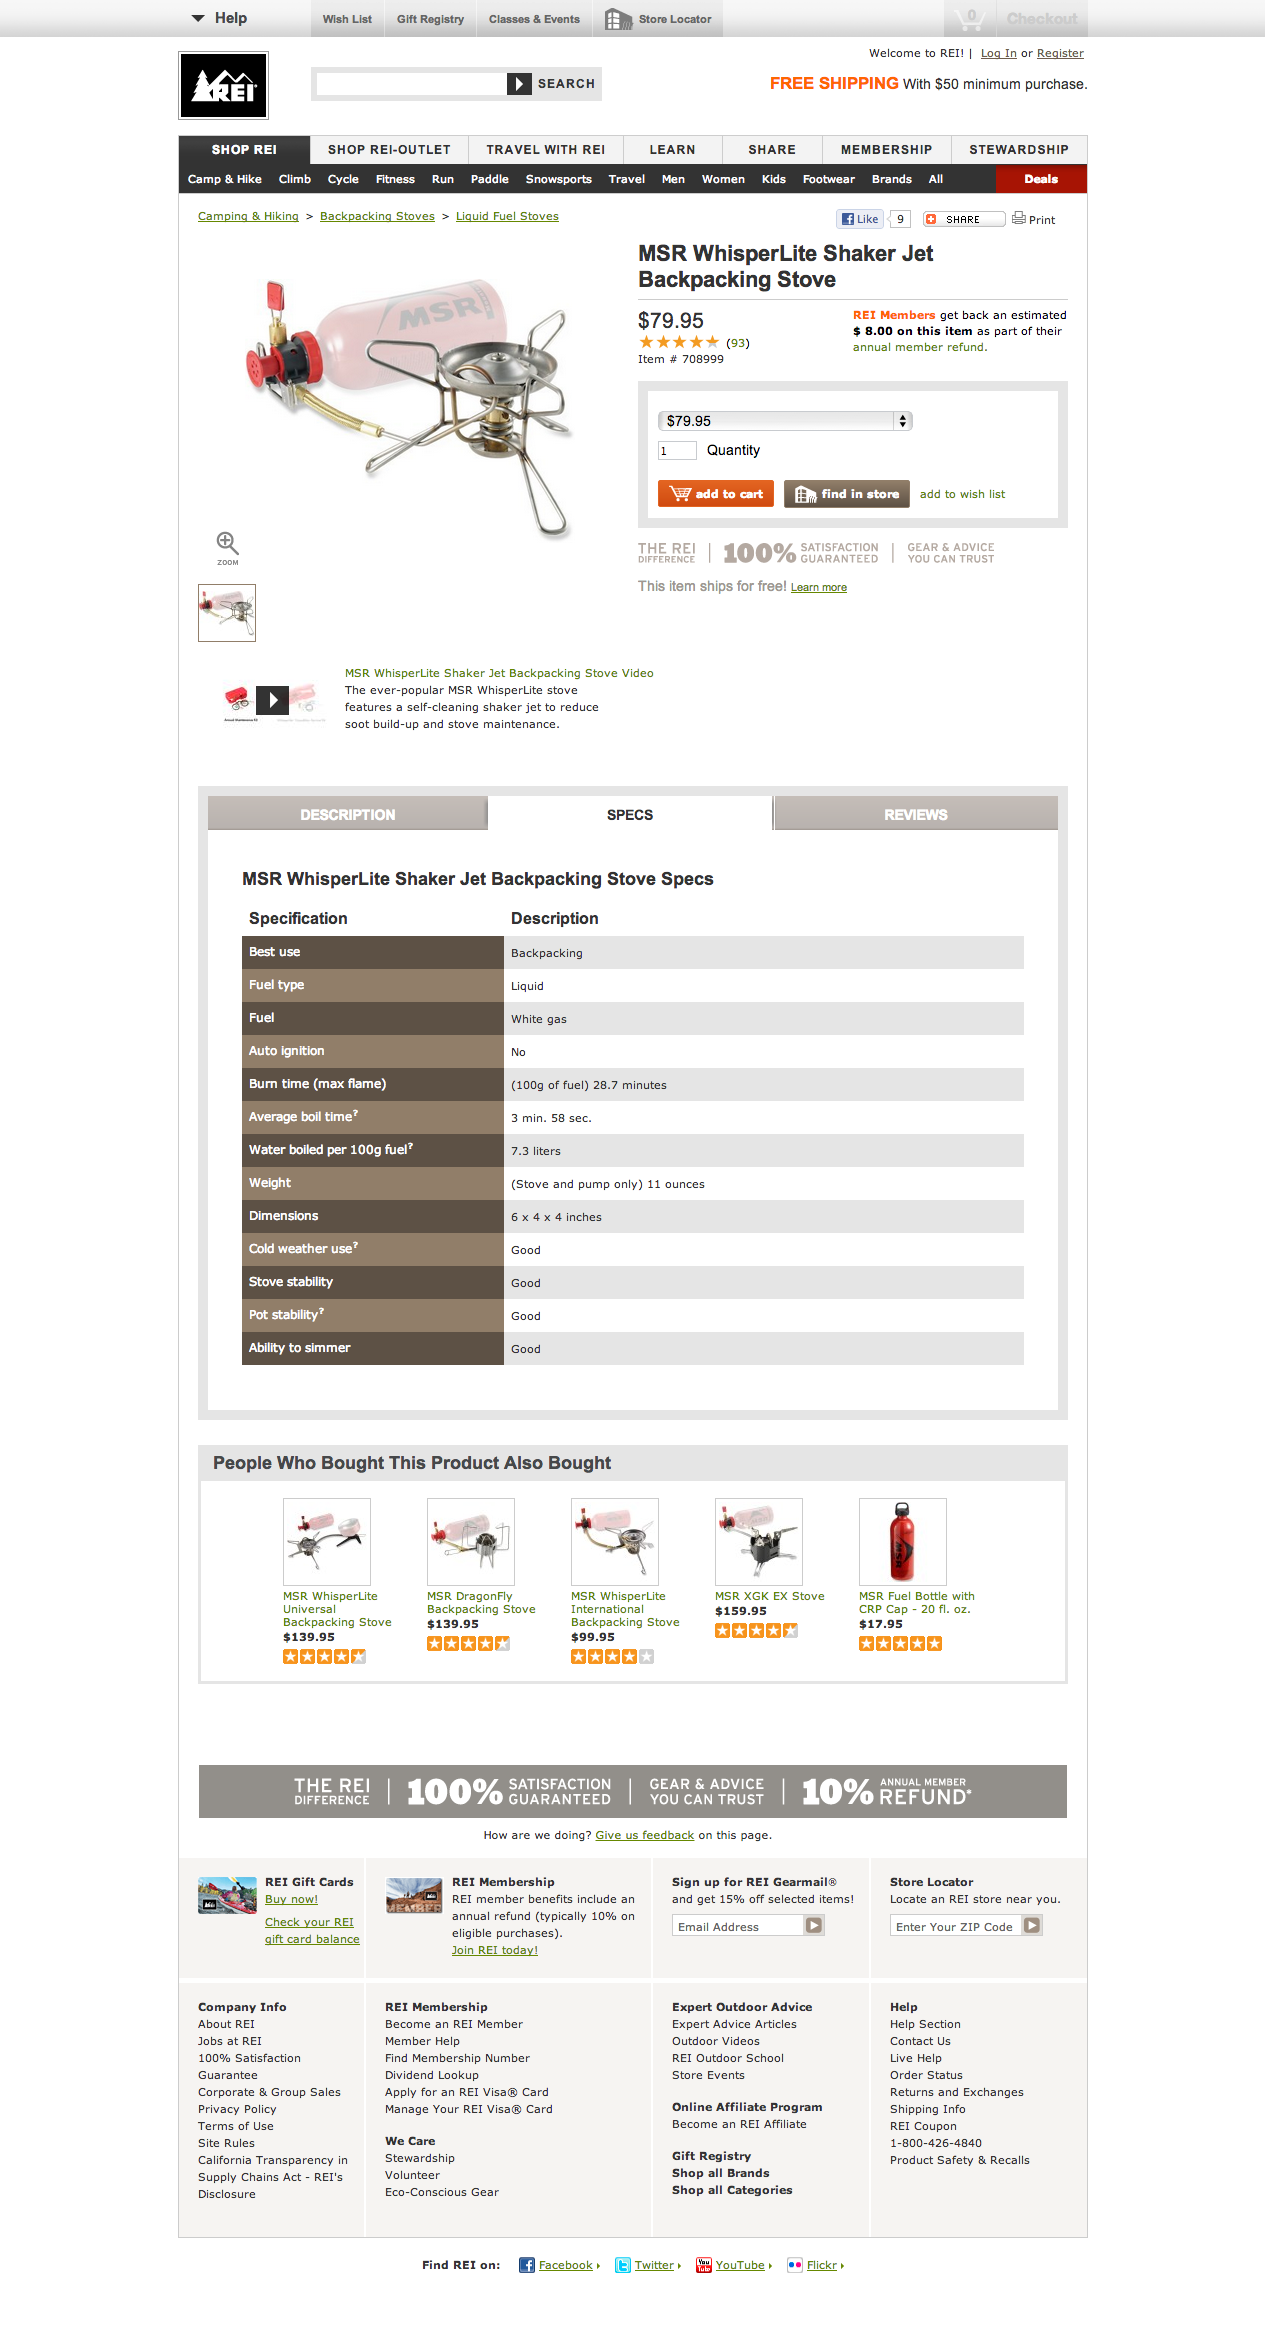 Help
Wish List
Gift Registry
Classes & Events
Store Locator
0
Checkout
Welcome to REI! | Log In or Register
REI
SEARCH
FREE SHIPPING With $50 minimum purchase.
SHOP REI
SHOP REI-OUTLET
TRAVEL WITH REI
LEARN
SHARE
MEMBERSHIP
STEWARDSHIP
Camp & Hike Climb Cycle Fitness Run Paddle Snowsports Travel Men Women Kids Footwear Brands All Deals
Camping & Hiking > Backpacking Stoves > Liquid Fuel Stoves
Like 9 SHARE Print
MSR WhisperLite Shaker Jet
Backpacking Stove
MSR
$79.95
(93)
Item # 708999
REI Members get back an estimated
$ 8.00 on this item as part of their
annual member refund.
$79.95
1 Quantity
add to cart find in store add to wish list
THE REI DIFFERENCE | 100% SATISFACTION GUARANTEED | GEAR & ADVICE YOU CAN TRUST
This item ships for free! Learn more
ZOOM
MSR WhisperLite Shaker Jet Backpacking Stove Video
The ever-popular MSR WhisperLite stove
features a self-cleaning shaker jet to reduce
soot build-up and stove maintenance.
DESCRIPTION SPECS REVIEWS
MSR WhisperLite Shaker Jet Backpacking Stove Specs
Specification Description
Best use Backpacking
Fuel type Liquid
Fuel White gas
Auto ignition No
Burn time (max flame) (100g of fuel) 28.7 minutes
Average boil time? 3 min. 58 sec.
Water boiled per 100g fuel? 7.3 liters
Weight (Stove and pump only) 11 ounces
Dimensions 6 x 4 x 4 inches
Cold weather use? Good
Stove stability Good
Pot stability? Good
Ability to simmer Good
People Who Bought This Product Also Bought
MSR WhisperLite
Universal
Backpacking Stove
$139.95
MSR DragonFly
Backpacking Stove
$139.95
MSR WhisperLite
International
Backpacking Stove
$99.95
MSR XGK EX Stove
$159.95
MSR
MSR Fuel Bottle with
CRP Cap - 20 fl. oz.
$17.95
THE REI DIFFERENCE | 100% SATISFACTION GUARANTEED | GEAR & ADVICE YOU CAN TRUST | 10% ANNUAL MEMBER REFUND*
How are we doing? Give us feedback on this page.
REI Gift Cards
Buy now!
Check your REI
gift card balance
REI Membership
REI member benefits include an
annual refund (typically 10% on
eligible purchases).
Join REI today!
Sign up for REI Gearmail®
and get 15% off selected items!
Email Address
Store Locator
Locate an REI store near you.
Enter Your ZIP Code
Company Info
About REI
Jobs at REI
100% Satisfaction
Guarantee
Corporate & Group Sales
Privacy Policy
Terms of Use
Site Rules
California Transparency in
Supply Chains Act - REI's
Disclosure
REI Membership
Become an REI Member
Member Help
Find Membership Number
Dividend Lookup
Apply for an REI Visa® Card
Manage Your REI Visa® Card
We Care
Stewardship
Volunteer
Eco-Conscious Gear
Expert Outdoor Advice
Expert Advice Articles
Outdoor Videos
REI Outdoor School
Store Events
Online Affiliate Program
Become an REI Affiliate
Gift Registry
Shop all Brands
Shop all Categories
Help
Help Section
Contact Us
Live Help
Order Status
Returns and Exchanges
Shipping Info
REI Coupon
1-800-426-4840
Product Safety & Recalls
Find REI on: Facebook Twitter YouTube Flickr